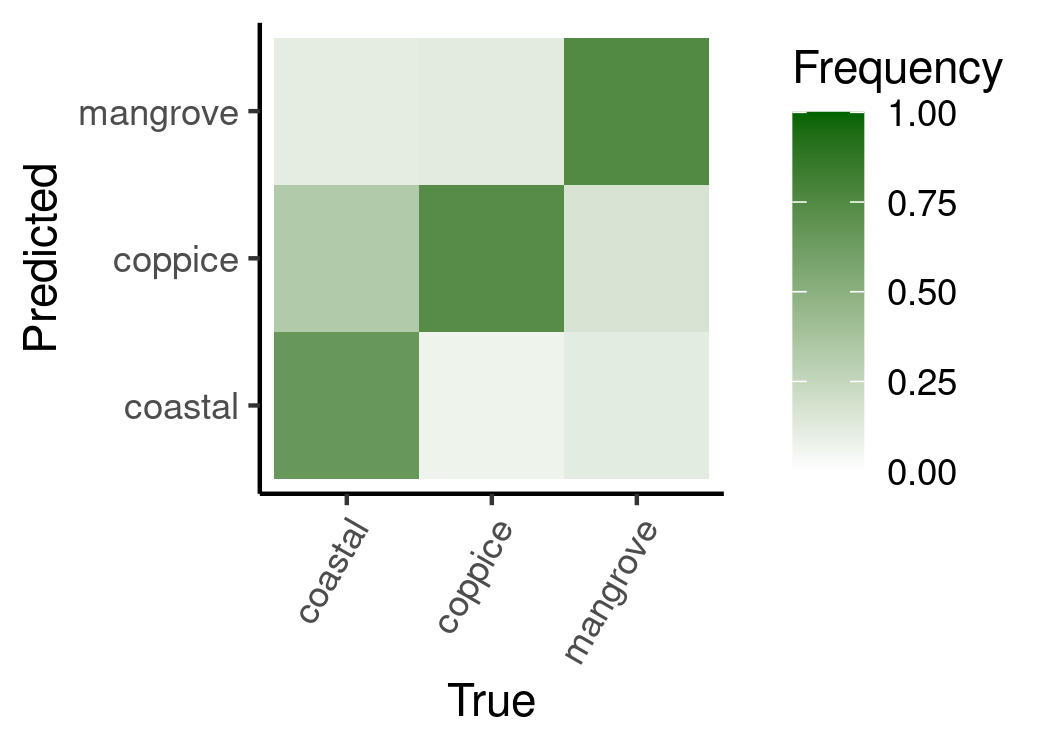 Predicted
mangrove
coppice
coastal
coastal
coppice
mangrove
True
Frequency
1.00
0.75
0.50
0.25
0.00